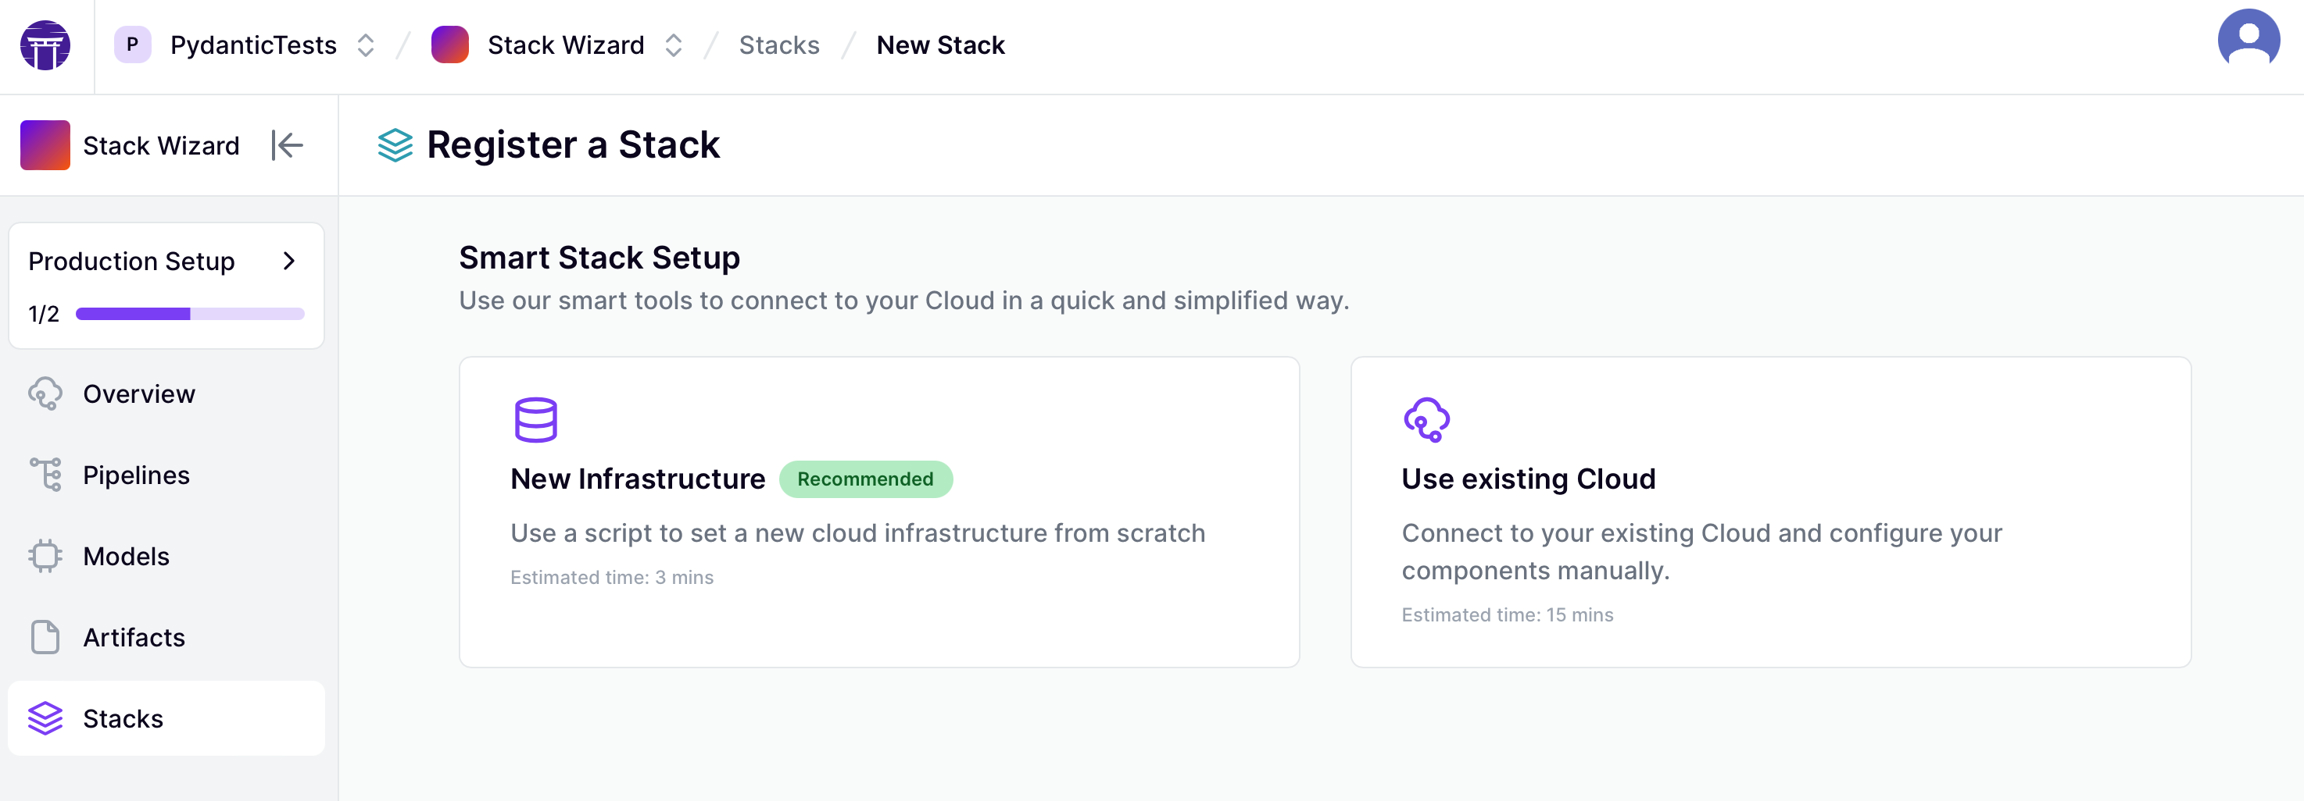 P PydanticTests / Stack Wizard / Stacks / New Stack
Stack Wizard
Register a Stack
Production Setup
1/2
Overview
Pipelines
Models
Artifacts
Stacks
Smart Stack Setup
Use our smart tools to connect to your Cloud in a quick and simplified way.
New Infrastructure Recommended
Use a script to set a new cloud infrastructure from scratch
Estimated time: 3 mins
Use existing Cloud
Connect to your existing Cloud and configure your
components manually.
Estimated time: 15 mins